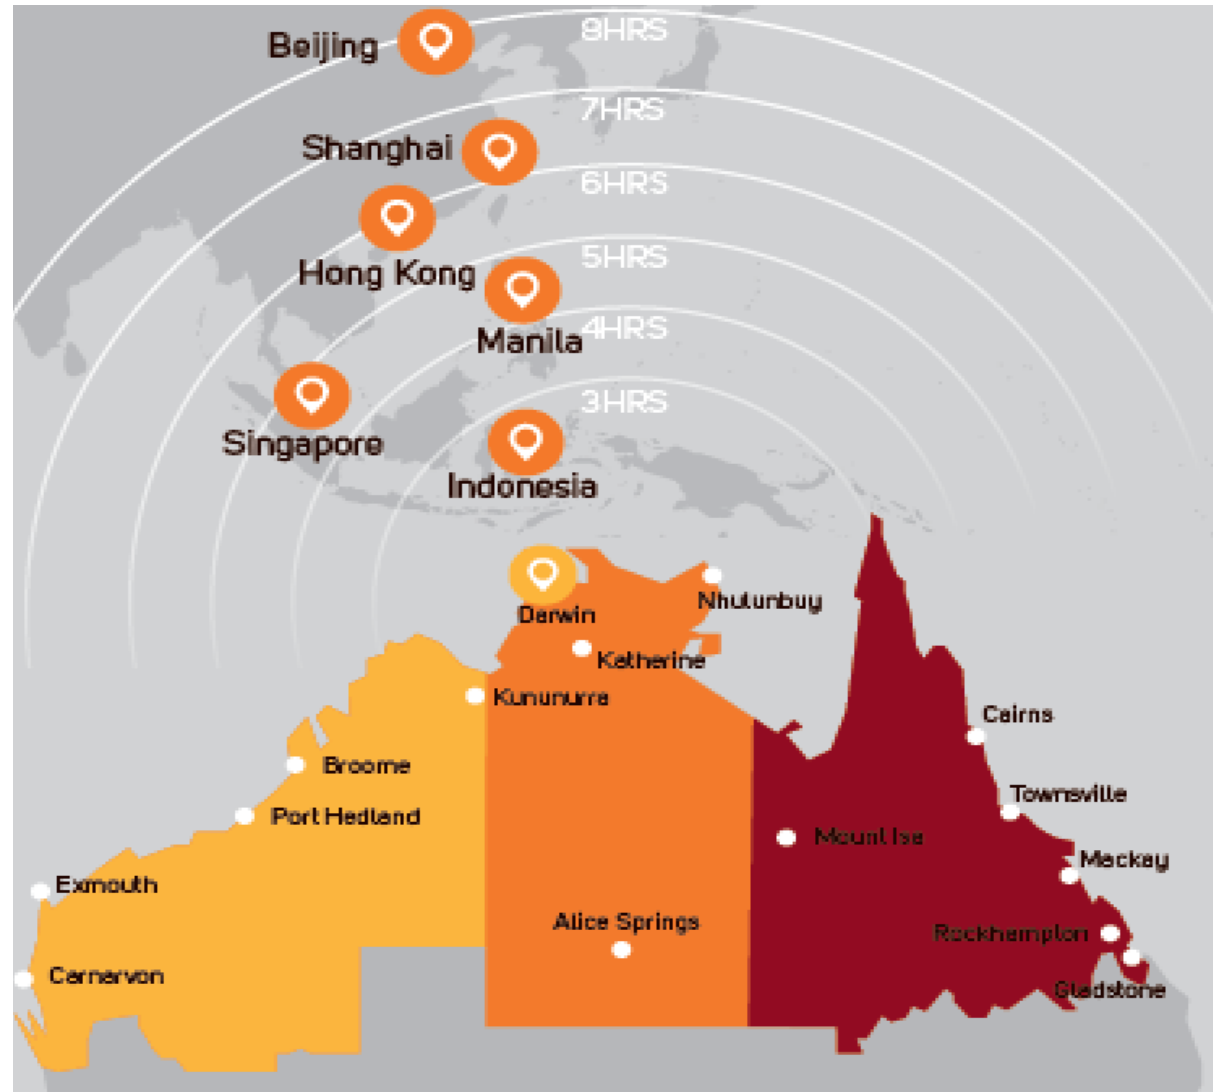 8HRS
Beijing
7HRS
Shanghai
6HRS
5HRS
Hong Kong
4HRS
Manila
3HRS
Singapore
Indonesia
Darwin
Nhulunbuy
Katherine
Kununurra
Cairns
Broome
Townsville
Port Hedland
Mount Isa
Mackay
Exmouth
Alice Springs
Rockhampton
Carnarvon
Gladstone